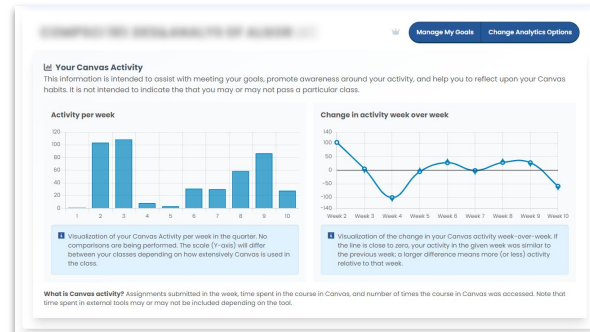 Manage My Goals
Change Analytics Options
Your Canvas Activity
This information is intended to assist with meeting your goals, promote awareness around your activity, and help you to reflect upon your Canvas
habits. It is not intended to indicate the that you may or may not pass a particular class.
Activity per week
120
100
80
60
40
20
0
1 2 3 4 5 6 7 8 9 10
Visualization of your Canvas Activity per week in the quarter. No
comparisons are being performed. The scale (Y-axis) will differ
between your classes depending on how extensively Canvas is used in
the class.
Change in activity week over week
140
100
50
0
-50
-100
-140
Week 2 Week 3 Week 4 Week 5 Week 6 Week 7 Week 8 Week 9 Week 10
Visualization of the change in your Canvas activity week-over-week. If
the line is close to zero, your activity in the given week was similar to
the previous week; a larger difference means more (or less) activity
relative to that week.
What is Canvas activity? Assignments submitted in the week, time spent in the course in Canvas, and number of times the course in Canvas was accessed. Note that
time spent in external tools may or may not be included depending on the tool.